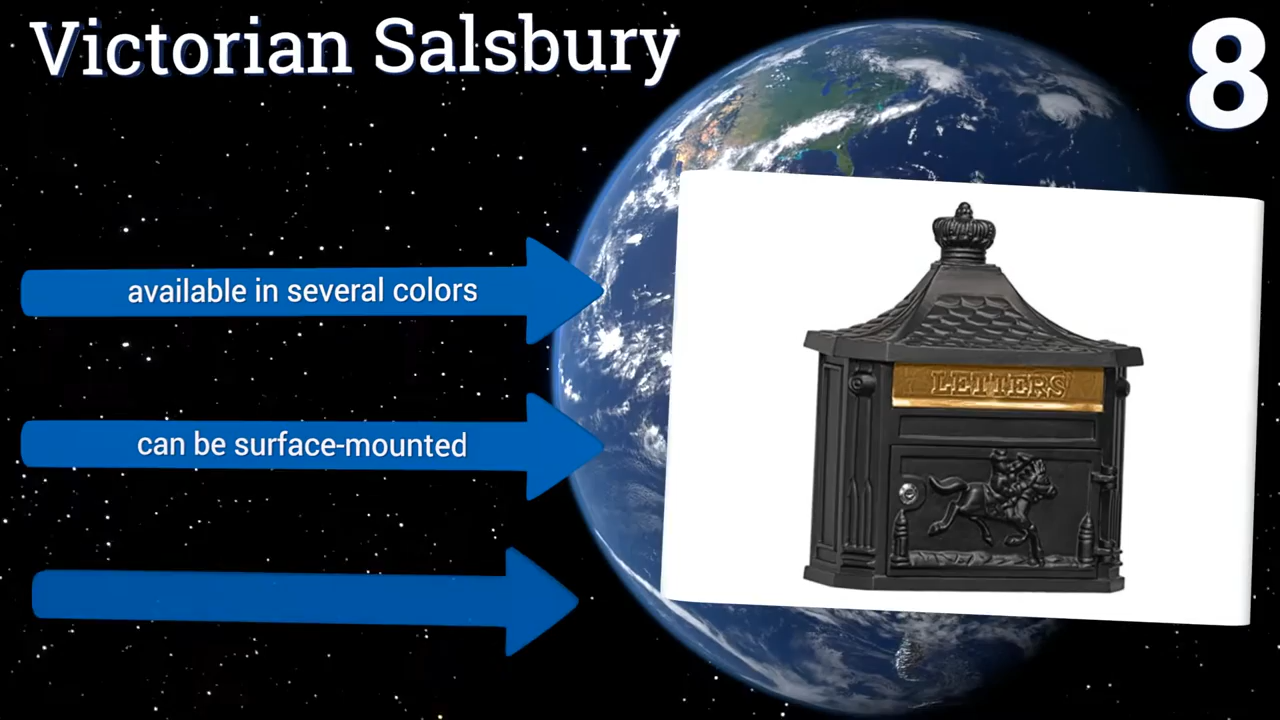 Victorian Salsbury
8
available in several colors
can be surface-mounted
LETTERS